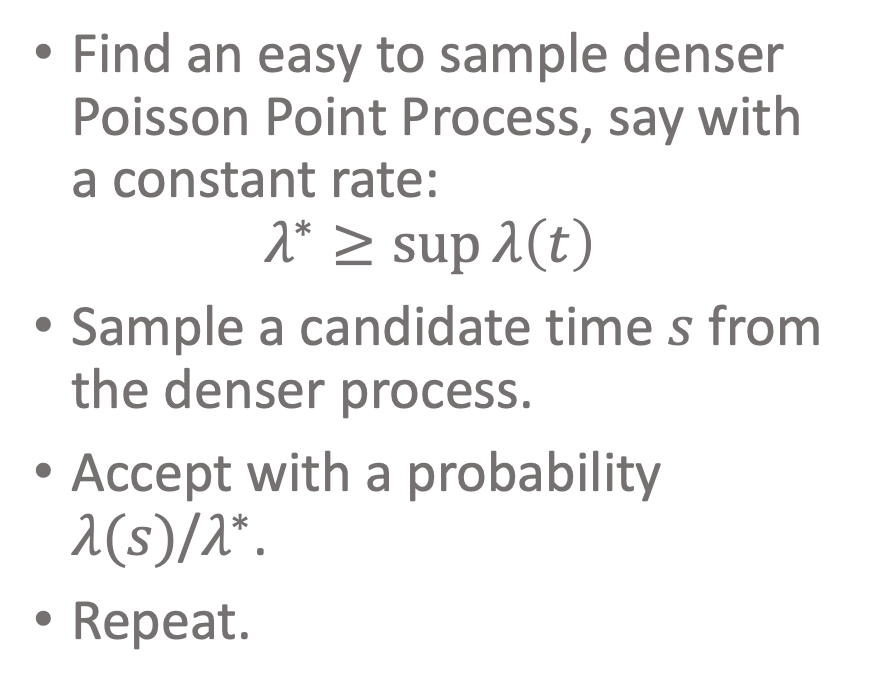 • Find an easy to sample denser
Poisson Point Process, say with
a constant rate:
λ* ≥ sup λ(t)
• Sample a candidate time s from
the denser process.
• Accept with a probability
λ(s)/λ*.
• Repeat.